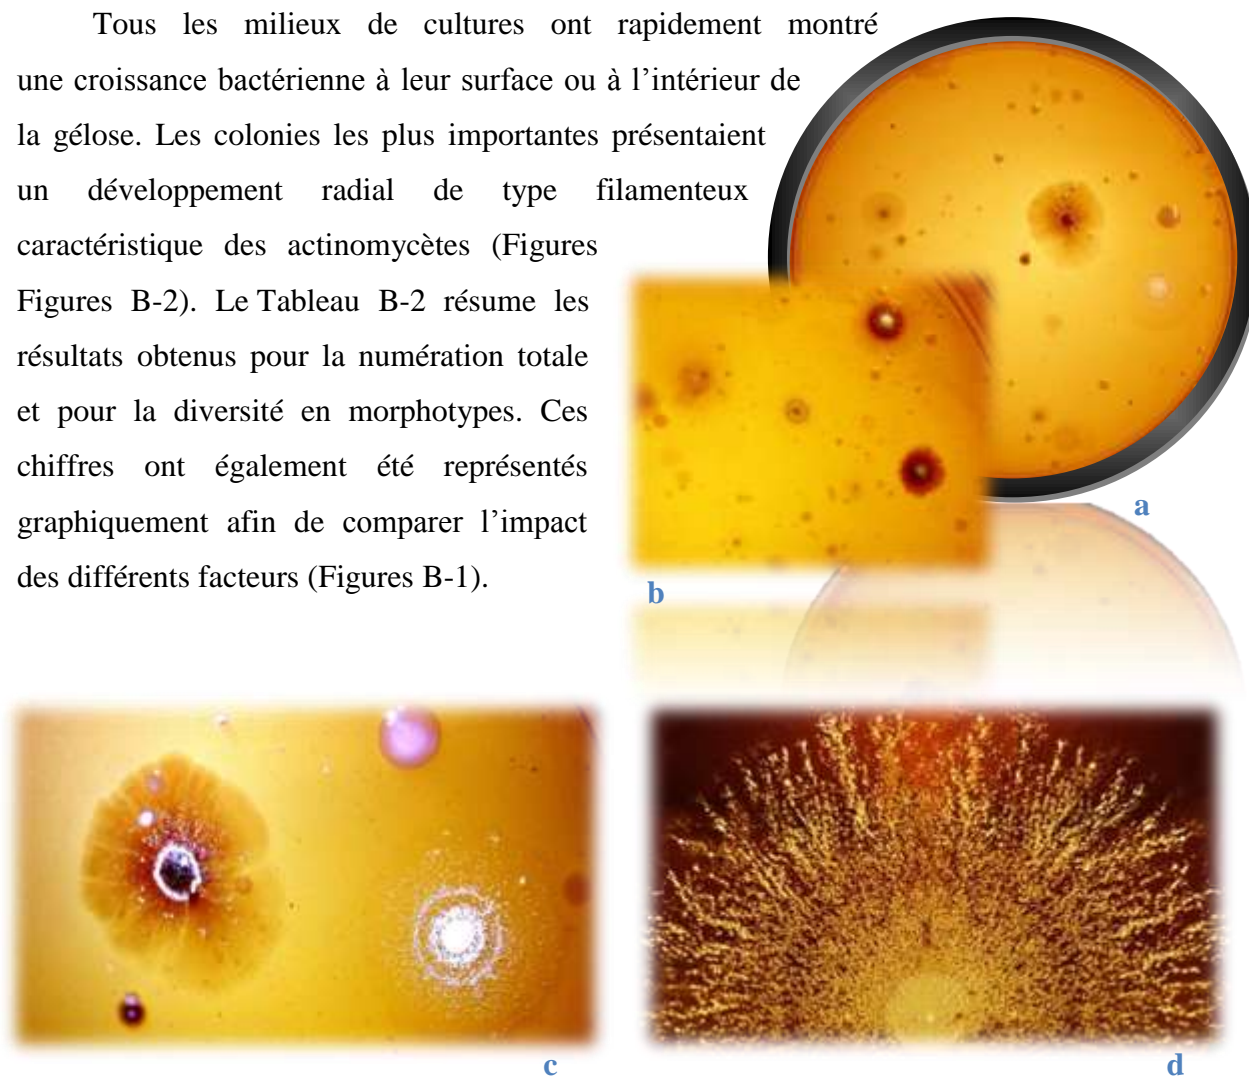 Tous les milieux de cultures ont rapidement montré
une croissance bactérienne à leur surface ou à l’intérieur de
la gélose. Les colonies les plus importantes présentaient
un développement radial de type filamenteux
caractéristique des actinomycètes (Figures
Figures B-2). Le Tableau B-2 résume les
résultats obtenus pour la numération totale
et pour la diversité en morphotypes. Ces
chiffres ont également été représentés
graphiquement afin de comparer l’impact
des différents facteurs (Figures B-1).
a
b
c
d